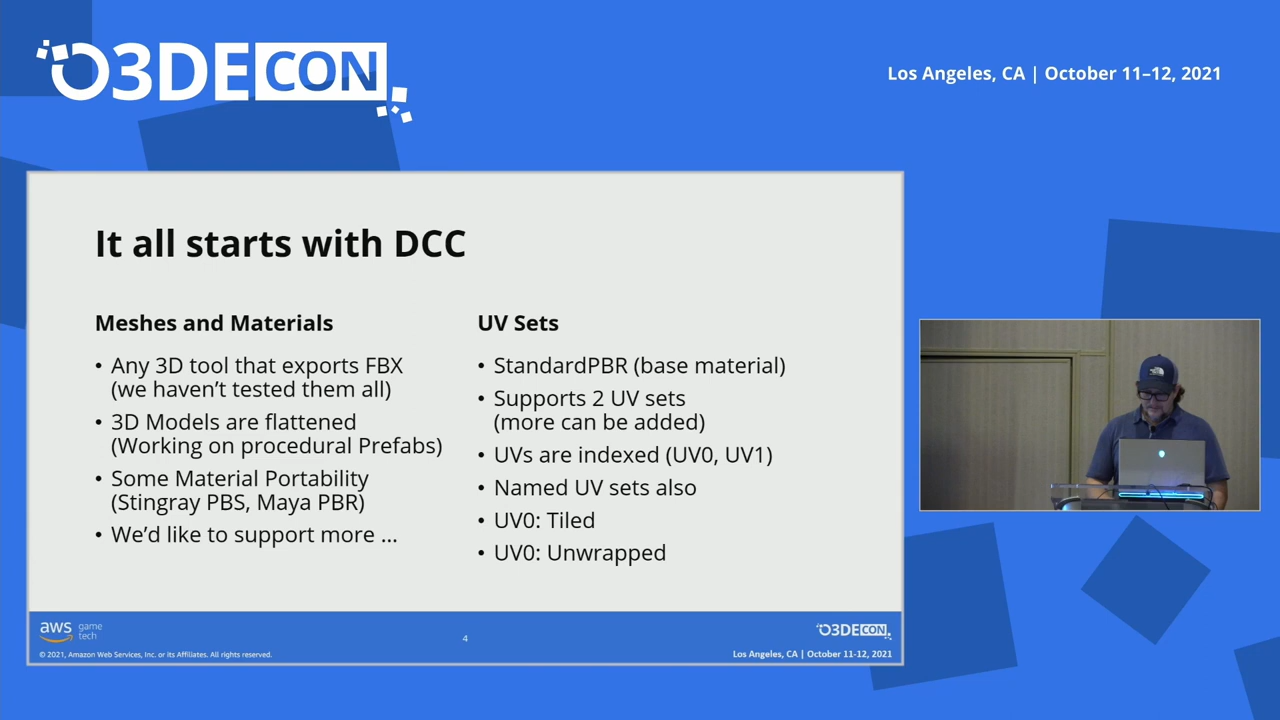 O3DECON
Los Angeles, CA | October 11–12, 2021
It all starts with DCC
Meshes and Materials
• Any 3D tool that exports FBX
(we haven’t tested them all)
• 3D Models are flattened
(Working on procedural Prefabs)
• Some Material Portability
(Stingray PBS, Maya PBR)
• We’d like to support more ...
UV Sets
• StandardPBR (base material)
• Supports 2 UV sets
(more can be added)
• UVs are indexed (UV0, UV1)
• Named UV sets also
• UV0: Tiled
• UV0: Unwrapped
aws game
tech
© 2021, Amazon Web Services, Inc. or its Affiliates. All rights reserved.
4
O3DECON
Los Angeles, CA | October 11-12, 2021